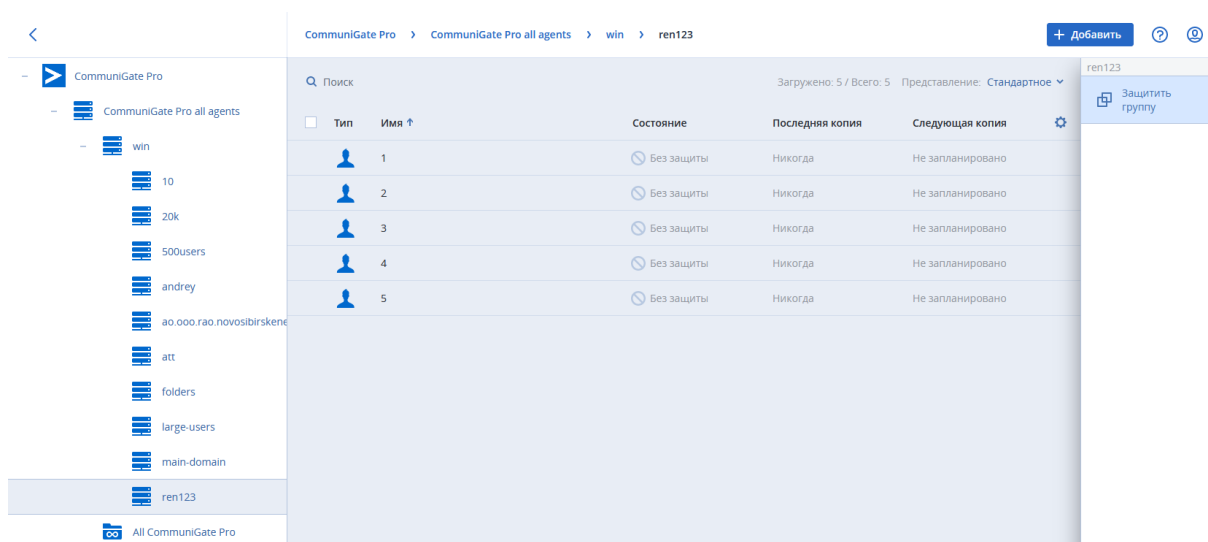 CommuniGate Pro > CommuniGate Pro all agents > win > ren123
+ Добавить
CommuniGate Pro
CommuniGate Pro all agents
win
10
20k
500users
andrey
ao.ooo.rao.novosibirskene
att
folders
large-users
main-domain
ren123
All CommuniGate Pro
Поиск
Загружено: 5 / Всего: 5 Представление: Стандартное
Тип Имя ↑ Состояние Последняя копия Следующая копия
1 Без защиты Никогда Не запланировано
2 Без защиты Никогда Не запланировано
3 Без защиты Никогда Не запланировано
4 Без защиты Никогда Не запланировано
5 Без защиты Никогда Не запланировано
ren123
Защитить
группу